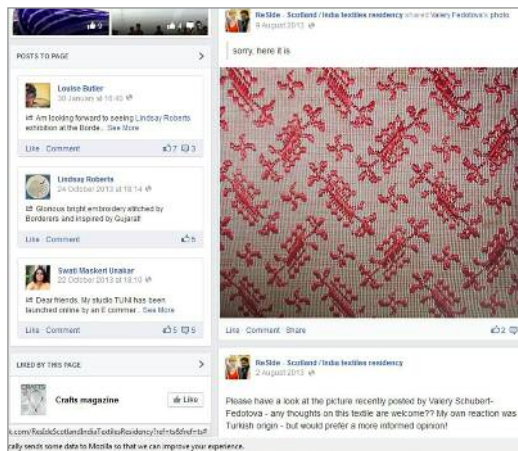 9
4
POSTS TO PAGE
Louise Butler
30 January at 16:45
Am looking forward to seeing Lindsay Roberts
exhibition at the Borde... See More
Like · Comment
7 3
Lindsay Roberts
24 October 2013 at 18:14
Glorious bright embroidery stitched by
Borderers and inspired by Gujarat!
Like · Comment
5
Swati Maskeri Unakar
22 October 2013 at 18:10
Dear friends, My studio TUNI has been
launched online by an E commer... See More
Like · Comment
5 5
LIKED BY THIS PAGE
CRAFTS
Crafts magazine
Like
k.com/ResideScotlandIndiaTextilesResidency?ref=ts&fref=ts#
cally sends some data to Mozilla so that we can improve your experience.
ReSIde - Scotland / India textiles residency shared Valery Fedotova's photo
9 August 2013
sorry, here it is
Like · Comment · Share
2
ReSIde - Scotland / India textiles residency
2 August 2013
Please have a look at the picture recently posted by Valery Schubert-
Fedotova - any thoughts on this textile are welcome?? My own reaction was
Turkish origin - but would prefer a more informed opinion!